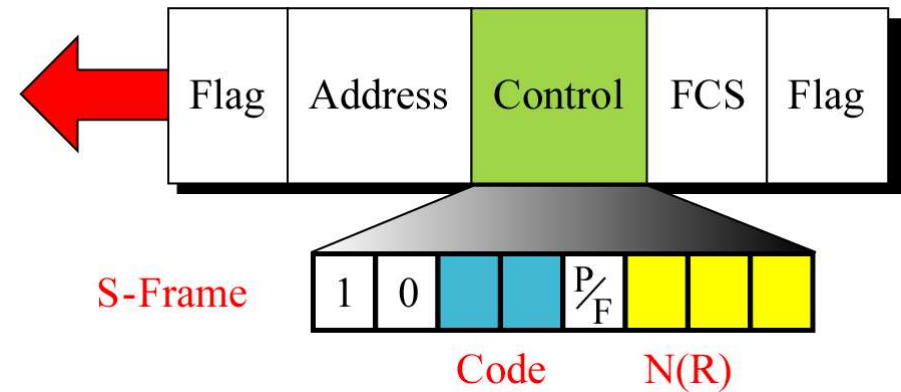 Flag Address Control FCS Flag
S-Frame 1 0 P/F
Code N(R)